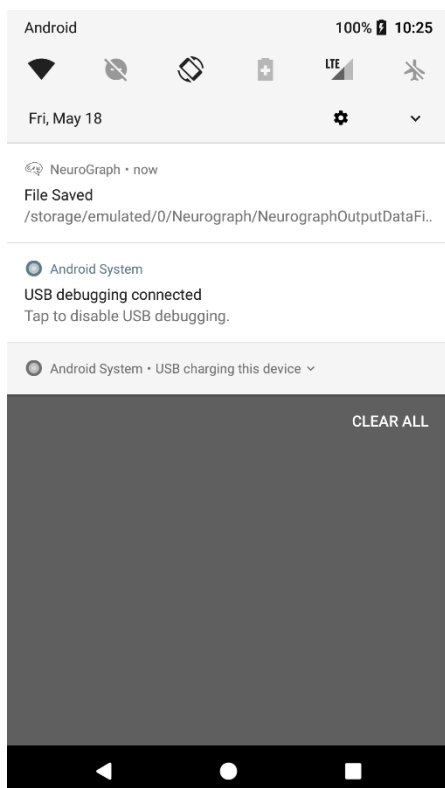 Android 100% 10:25
LTE
Fri, May 18
NeuroGraph • now
File Saved
/storage/emulated/0/Neurograph/NeurographOutputDataFi..
Android System
USB debugging connected
Tap to disable USB debugging.
Android System • USB charging this device
CLEAR ALL